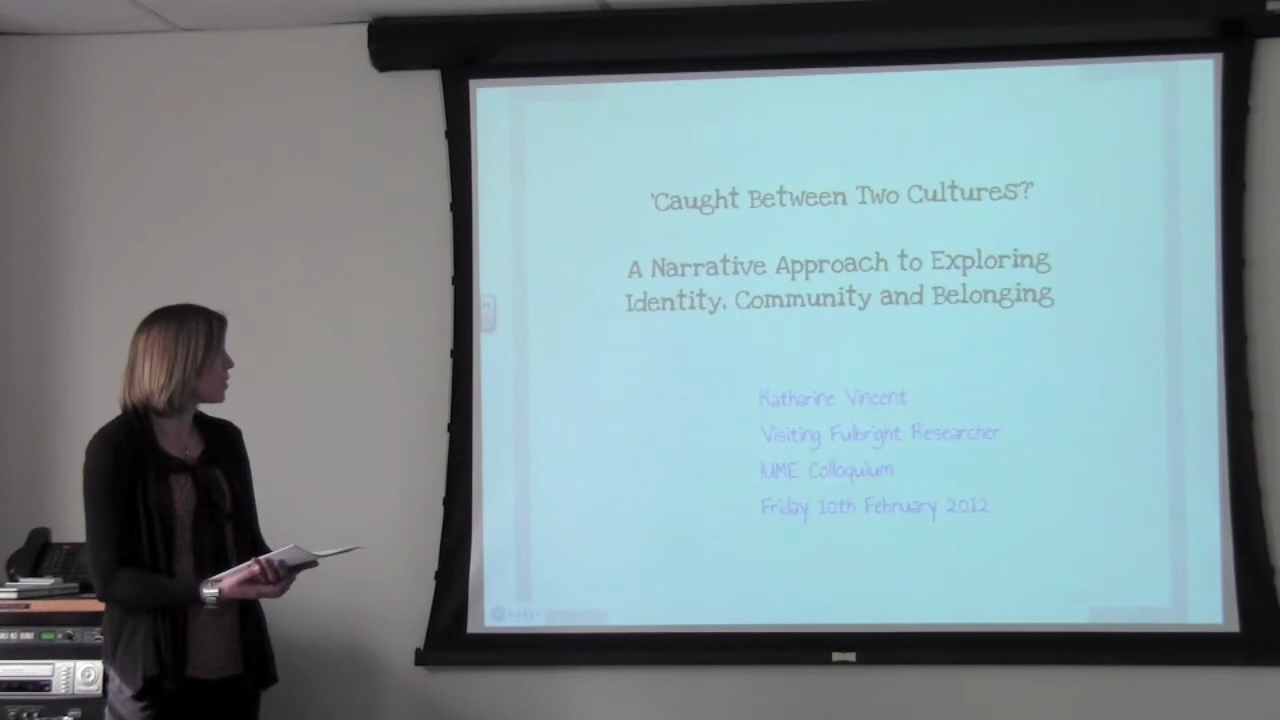 'Caught Between Two Cultures?'
A Narrative Approach to Exploring
Identity, Community and Belonging
Katharine Vincent
Visiting Fulbright Researcher
IUME Colloquium
Friday 10th February 2012